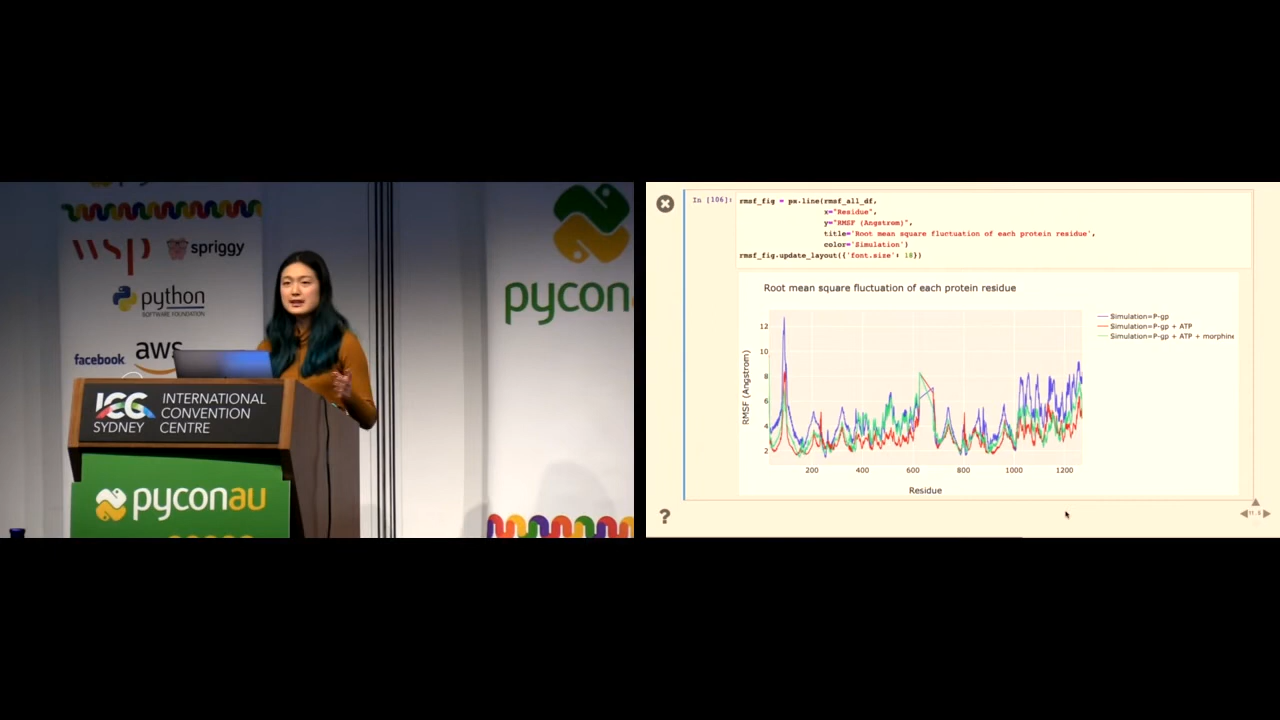 wsp
spriggy
python
SOFTWARE FOUNDATION
facebook
aws
ICC
SYDNEY
INTERNATIONAL
CONVENTION
CENTRE
pyconau
pycon
In [106]:
rmsf_fig = px.line(rmsf_all_df,
x="Residue",
y="RMSF (Angstrom)",
title='Root mean square fluctuation of each protein residue',
color='Simulation')
rmsf_fig.update_layout({'font.size': 18})
Root mean square fluctuation of each protein residue
RMSF (Angstrom)
12
10
8
6
4
2
200 400 600 800 1000 1200
Residue
Simulation=P-gp
Simulation=P-gp + ATP
Simulation=P-gp + ATP + morphine
?